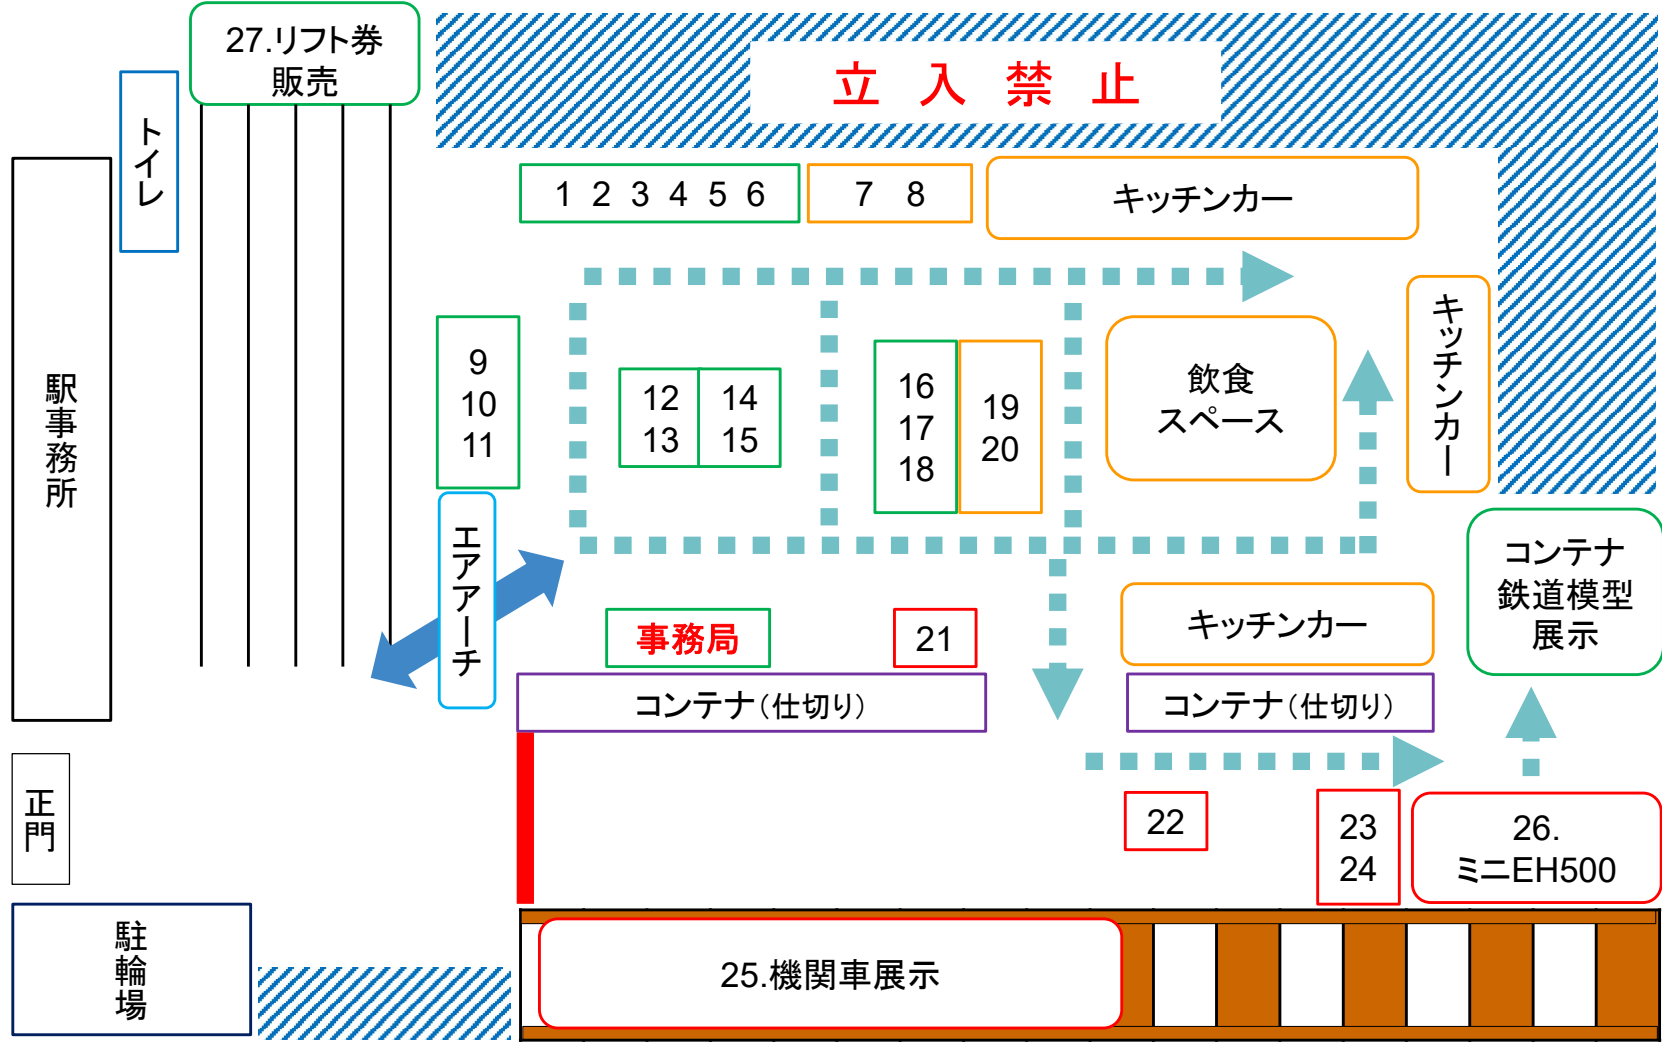 27.リフト券
販売
立入禁止
トイレ
1 2 3 4 5 6
7 8
キッチンカー
駅事務所
9
10
11
12
13
14
15
16
17
18
19
20
飲食
スペース
キッチンカー
エアアーチ
事務局
21
キッチンカー
コンテナ
鉄道模型
展示
コンテナ（仕切り）
コンテナ（仕切り）
正門
22
23
24
26.
ミニEH500
駐輪場
25.機関車展示